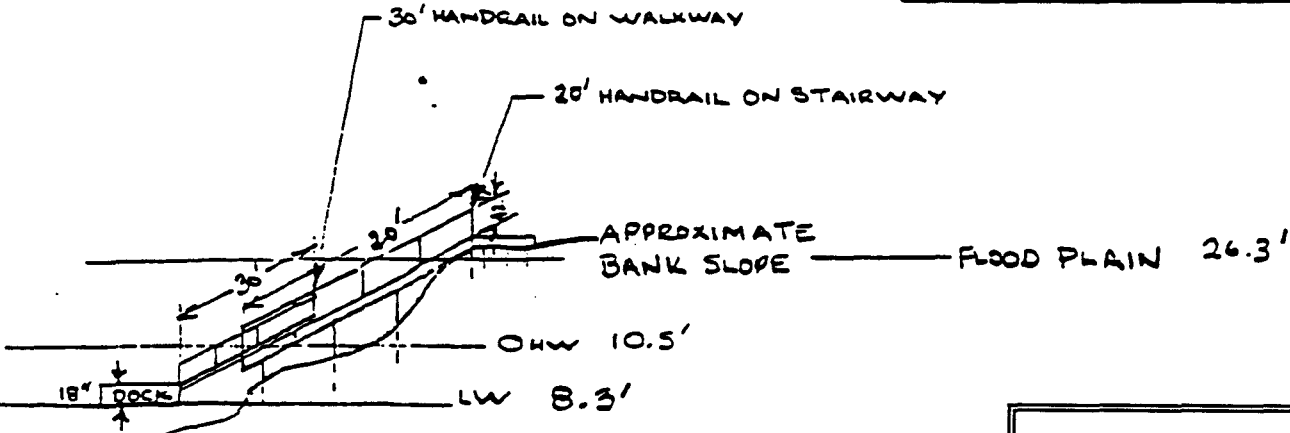 30' HANDRAIL ON WALKWAY
20' HANDRAIL ON STAIRWAY
20'
30'
APPROXIMATE
BANK SLOPE
FLOOD PLAIN 26.3'
OHW 10.5'
18" DOCK
LW 8.3'